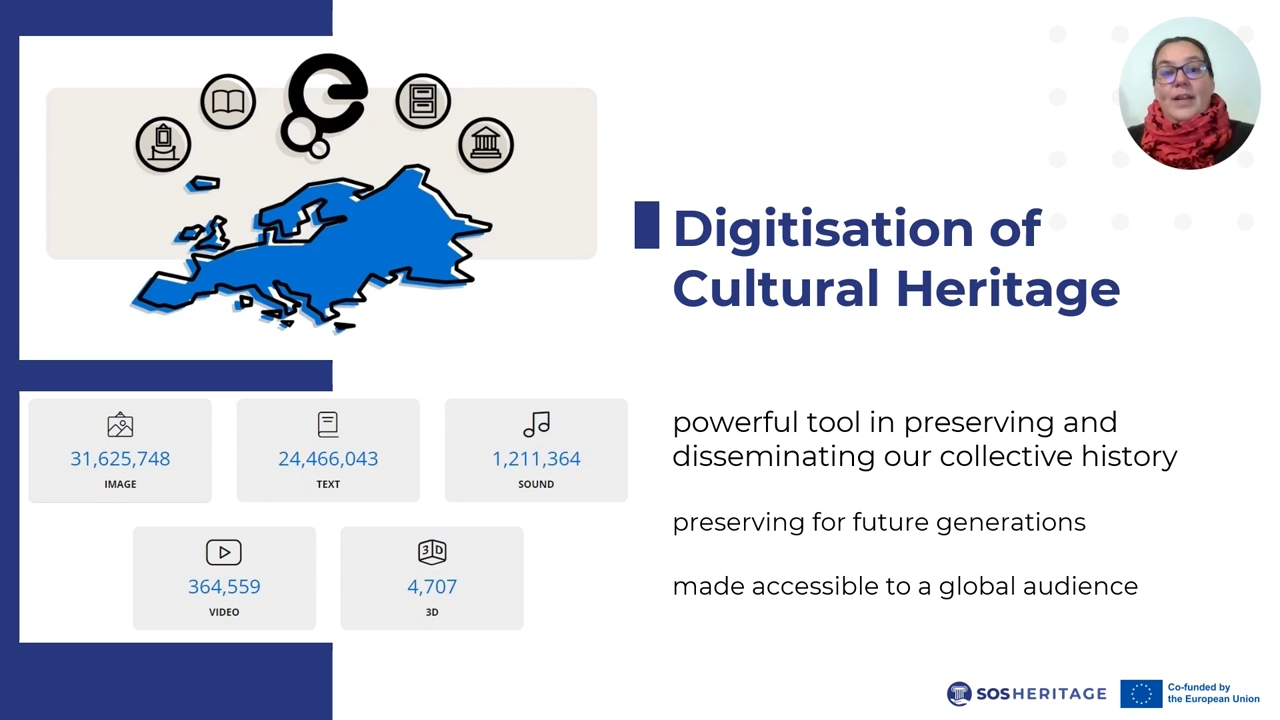 Digitisation of
Cultural Heritage
powerful tool in preserving and
disseminating our collective history
preserving for future generations
made accessible to a global audience
31,625,748
IMAGE
24,466,043
TEXT
1,211,364
SOUND
364,559
VIDEO
3D
4,707
3D
SOSHERITAGE
Co-funded by
the European Union